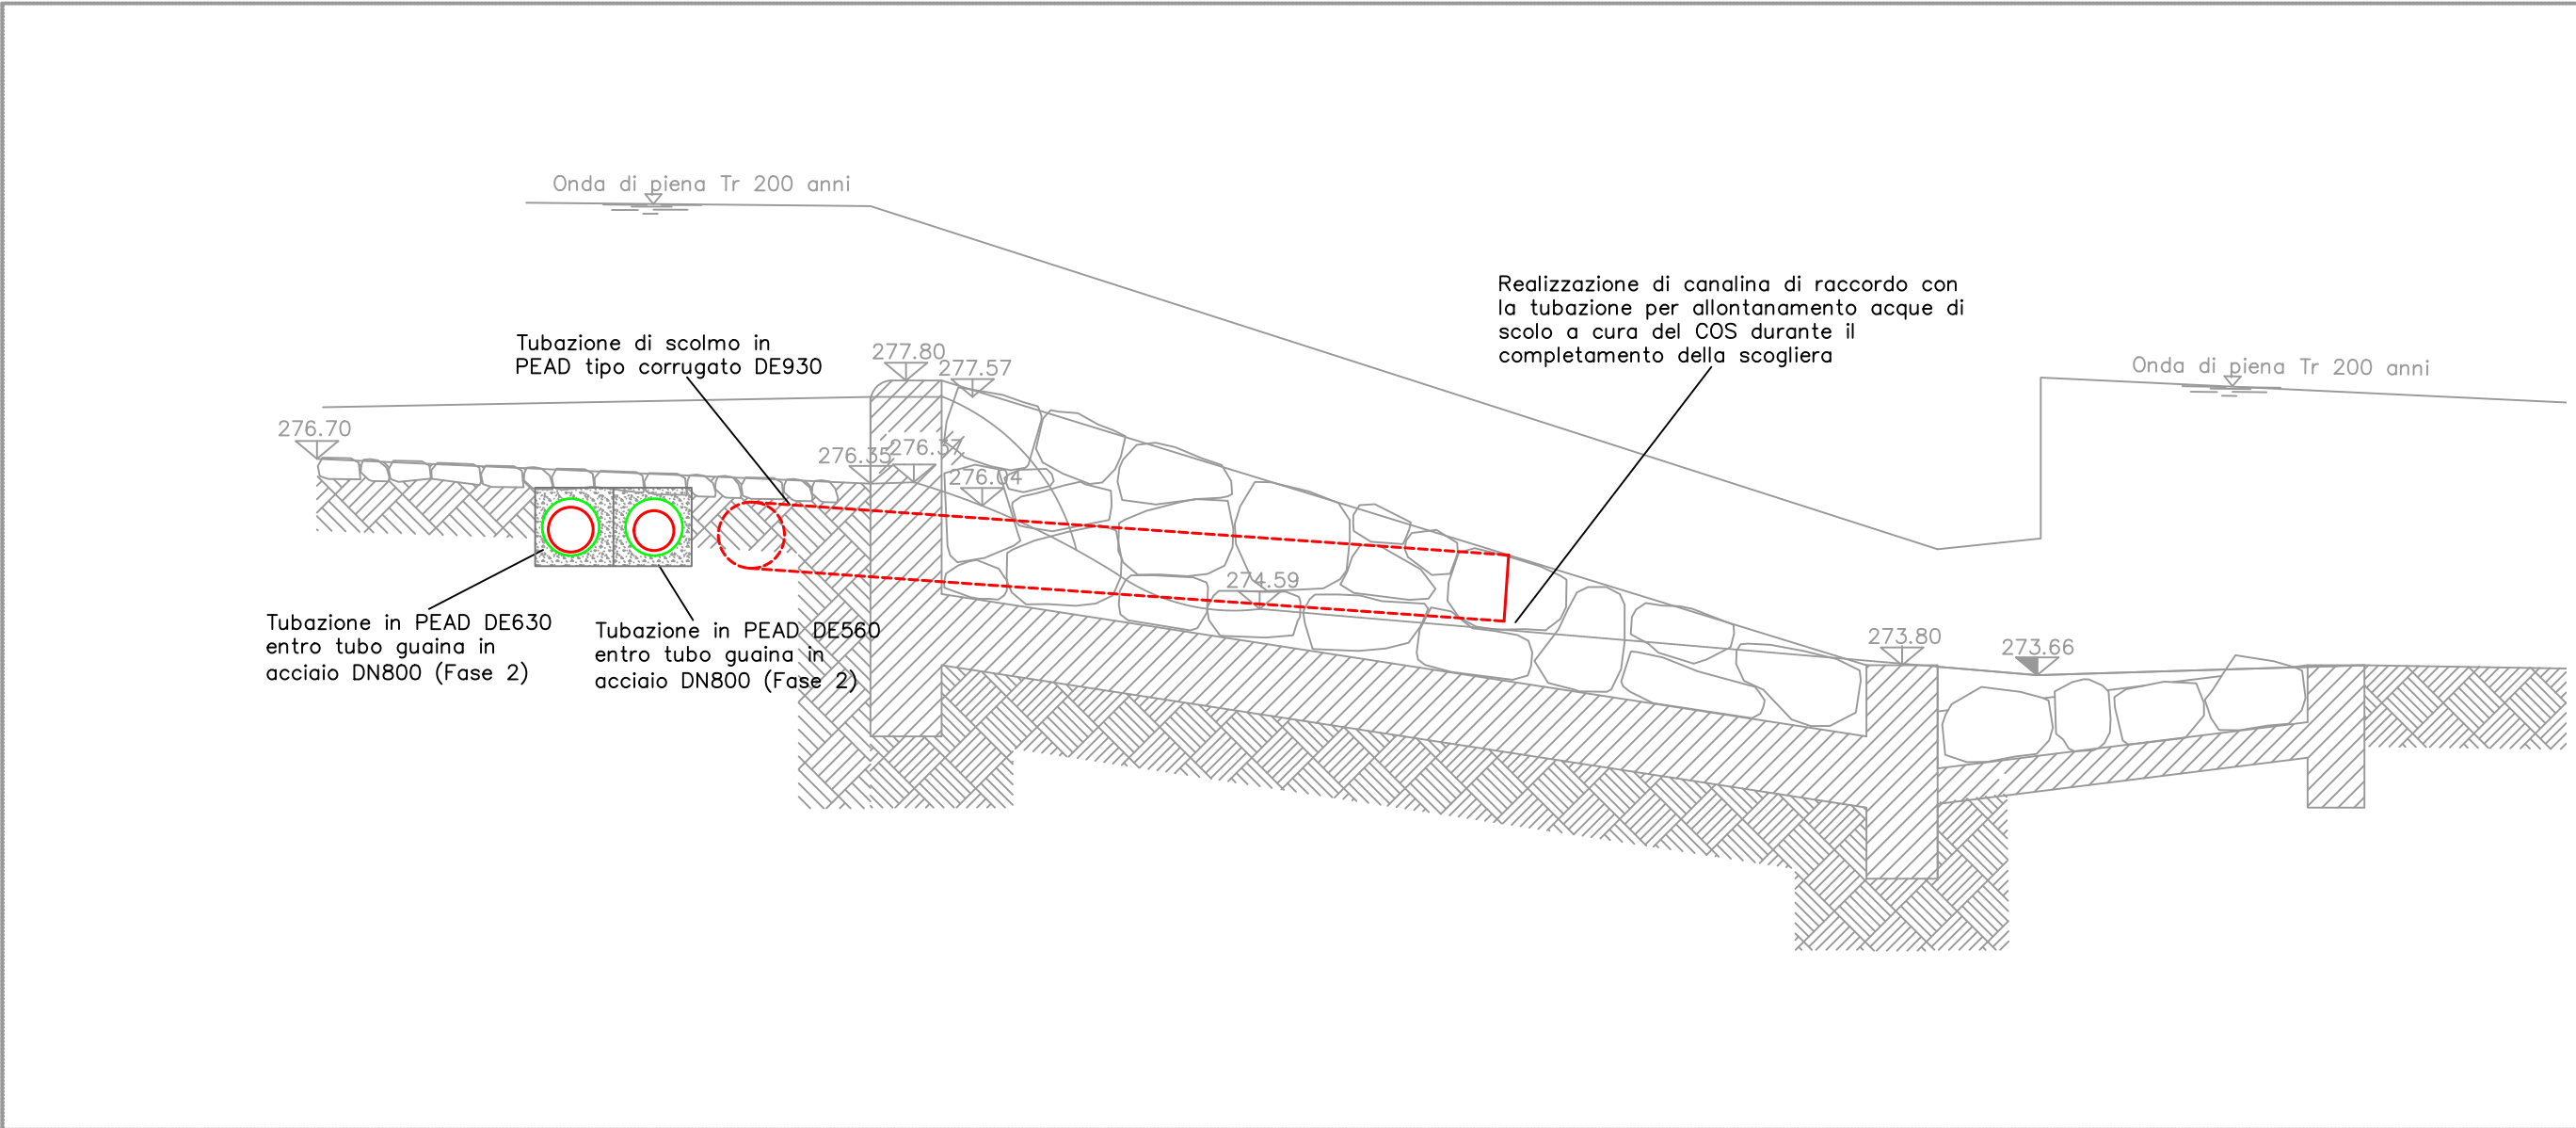 Onda di piena Tr 200 anni
Realizzazione di canalina di raccordo con
la tubazione per allontanamento acque di
scolo a cura del COS durante il
completamento della scogliera
Tubazione di scolmo in
PEAD tipo corrugato DE930
277.80
277.57
Onda di piena Tr 200 anni
276.70
276.35
276.37
276.04
274.59
273.80
273.66
Tubazione in PEAD DE630
entro tubo guaina in
acciaio DN800 (Fase 2)
Tubazione in PEAD DE560
entro tubo guaina in
acciaio DN800 (Fase 2)